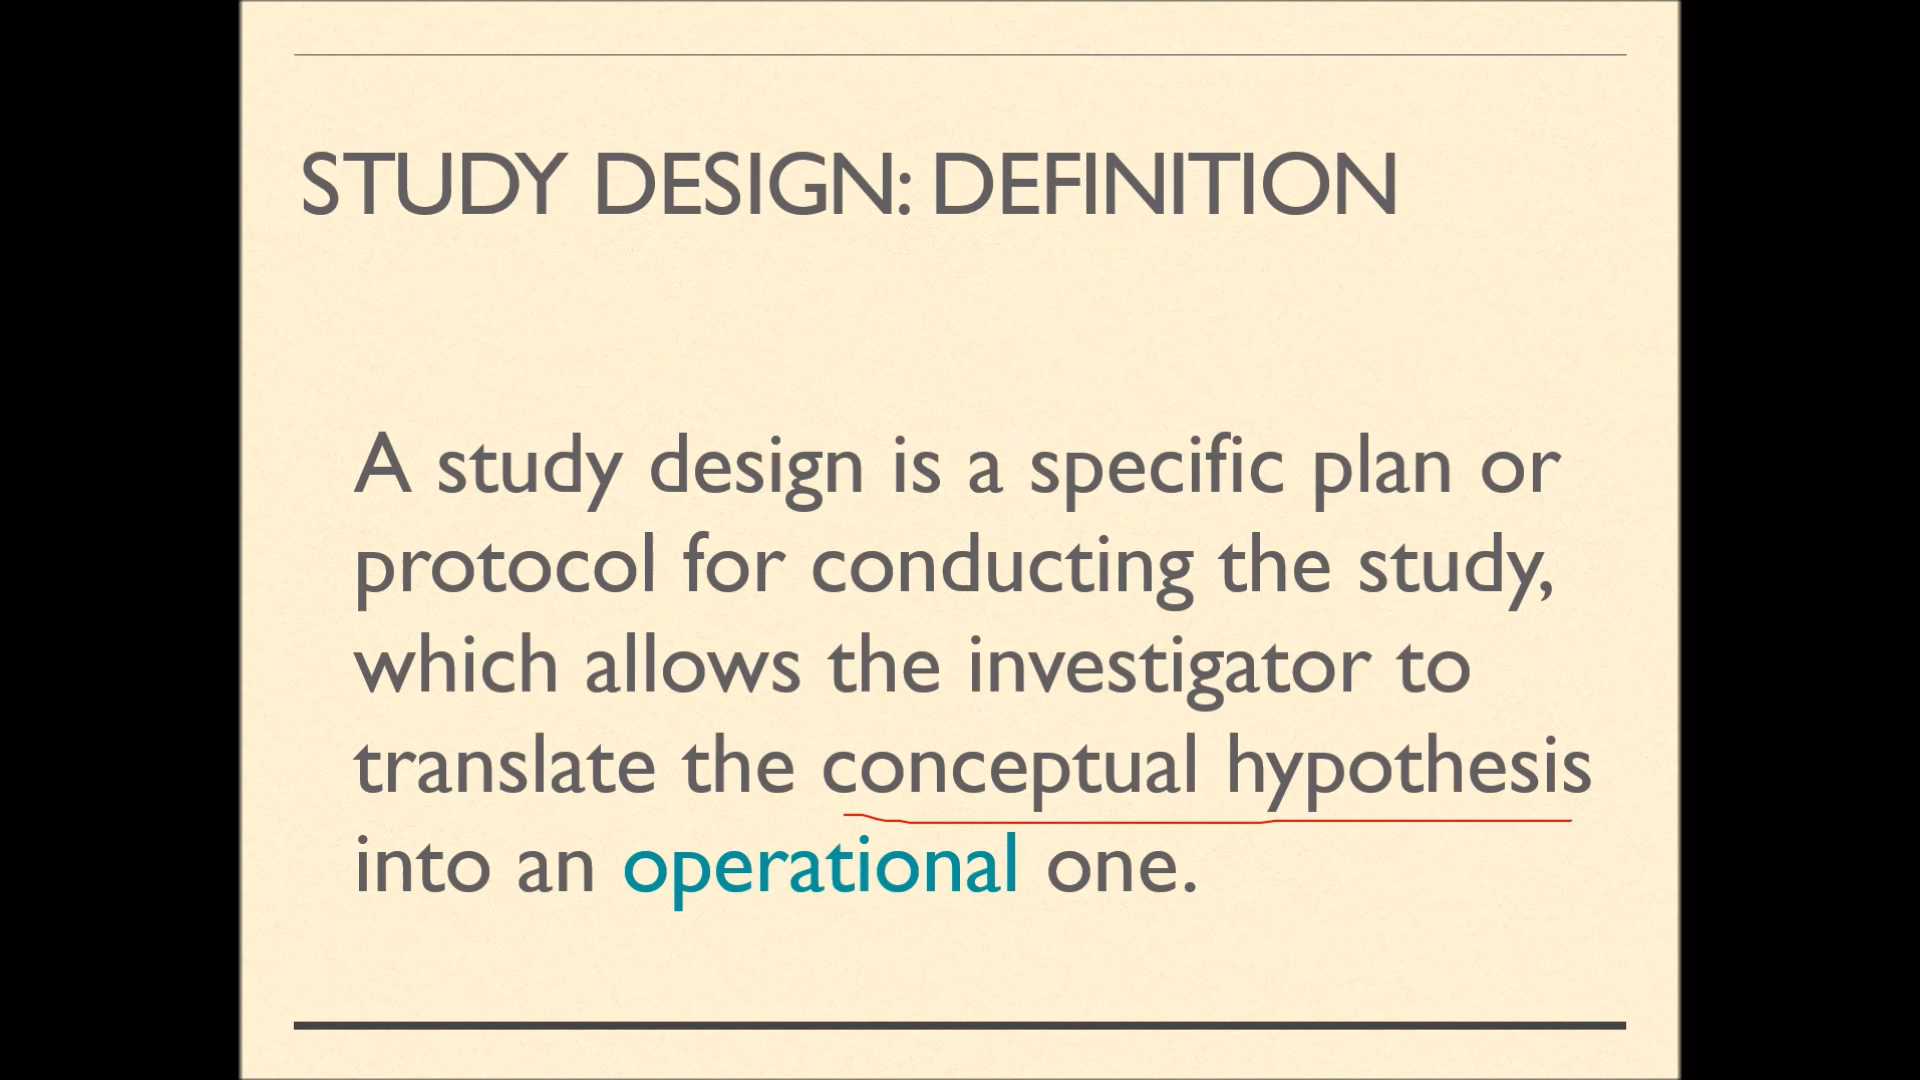 STUDY DESIGN: DEFINITION
A study design is a specific plan or
protocol for conducting the study,
which allows the investigator to
translate the conceptual hypothesis
into an operational one.